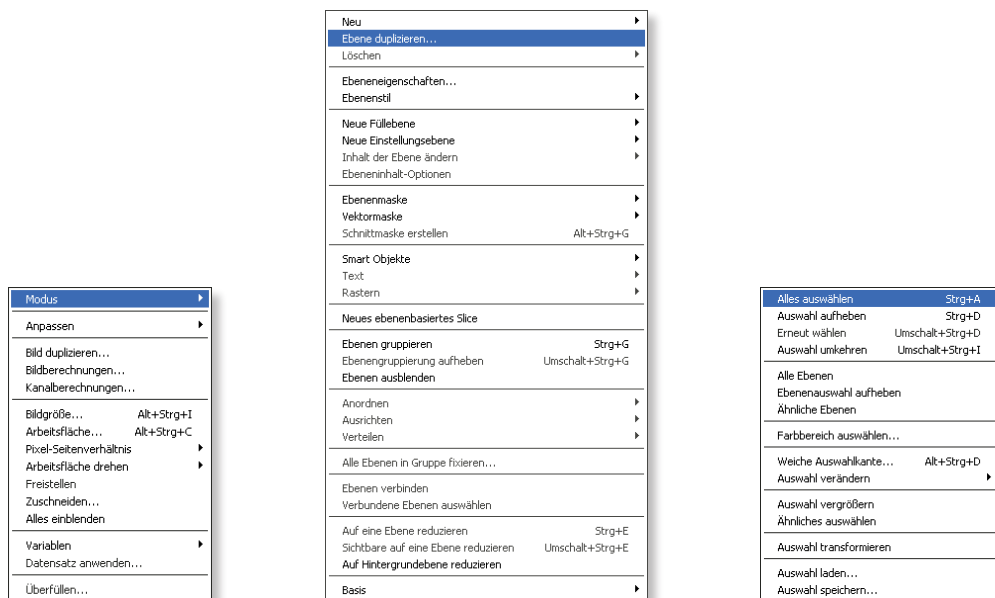 Modus
Anpassen
Bild duplizieren...
Bildberechnungen...
Kanalberechnungen...
Bildgröße... Alt+Strg+I
Arbeitsfläche... Alt+Strg+C
Pixel-Seitenverhältnis
Arbeitsfläche drehen
Freistellen
Zuschneiden...
Alles einblenden
Variablen
Datensatz anwenden...
Überfüllen...
Neu
Ebene duplizieren...
Löschen
Ebeneneigenschaften...
Ebenenstil
Neue Füllebene
Neue Einstellungsebene
Inhalt der Ebene ändern
Ebeneninhalt-Optionen
Ebenenmaske
Vektormaske
Schnittmaske erstellen Alt+Strg+G
Smart Objekte
Text
Rastern
Neues ebenenbasiertes Slice
Ebenen gruppieren Strg+G
Ebenengruppierung aufheben Umschalt+Strg+G
Ebenen ausblenden
Anordnen
Ausrichten
Verteilen
Alle Ebenen in Gruppe fixieren...
Ebenen verbinden
Verbundene Ebenen auswählen
Auf eine Ebene reduzieren Strg+E
Sichtbare auf eine Ebene reduzieren Umschalt+Strg+E
Auf Hintergrundebene reduzieren
Basis
Alles auswählen Strg+A
Auswahl aufheben Strg+D
Erneut wählen Umschalt+Strg+D
Auswahl umkehren Umschalt+Strg+I
Alle Ebenen
Ebenenauswahl aufheben
Ähnliche Ebenen
Farbbereich auswählen...
Weiche Auswahlkante... Alt+Strg+D
Auswahl verändern
Auswahl vergrößern
Ähnliches auswählen
Auswahl transformieren
Auswahl laden...
Auswahl speichern...